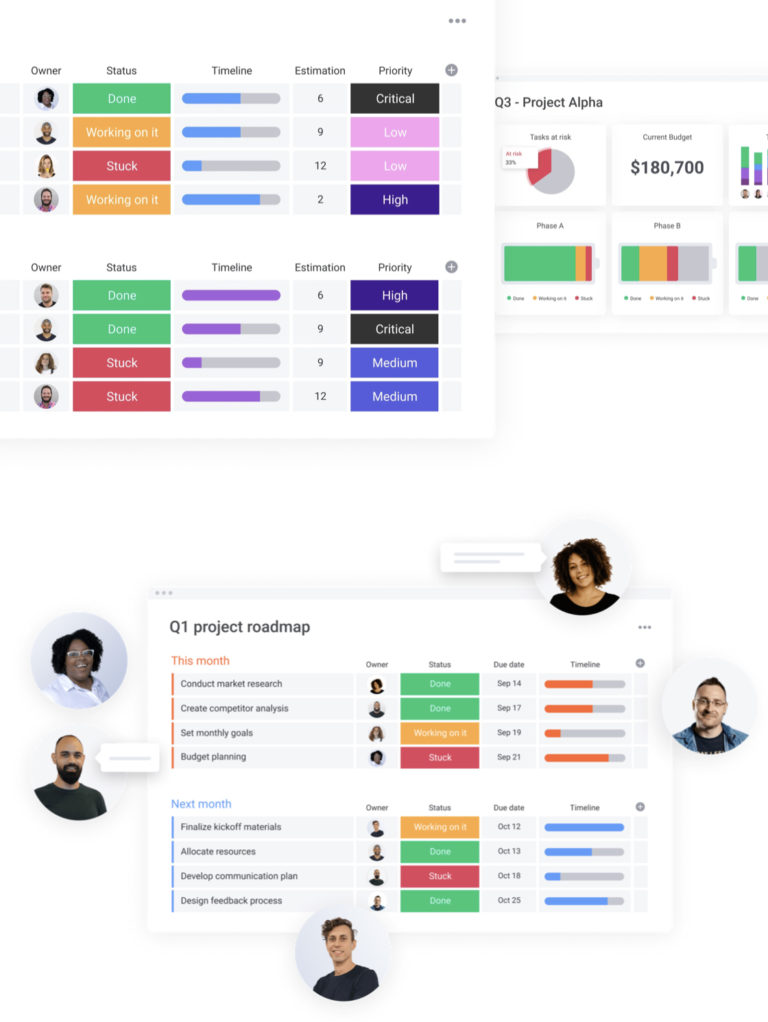 Owner Status Timeline Estimation Priority
Done 6 Critical
Working on it 9 Low
Stuck 12 Low
Working on it 2 High
Owner Status Timeline Estimation Priority
Done 6 High
Done 9 Critical
Stuck 9 Medium
Stuck 12 Medium
Q3 - Project Alpha
Tasks at risk
At risk
33%
Current Budget
$180,700
T
Phase A
Done Working on it Stuck
Phase B
Done Working on it Stuck
Done
Q1 project roadmap
This month Owner Status Due date Timeline
Conduct market research Done Sep 14
Create competitor analysis Done Sep 17
Set monthly goals Working on it Sep 19
Budget planning Stuck Sep 21
Next month Owner Status Due date Timeline
Finalize kickoff materials Working on it Oct 12
Allocate resources Done Oct 13
Develop communication plan Stuck Oct 18
Design feedback process Done Oct 25